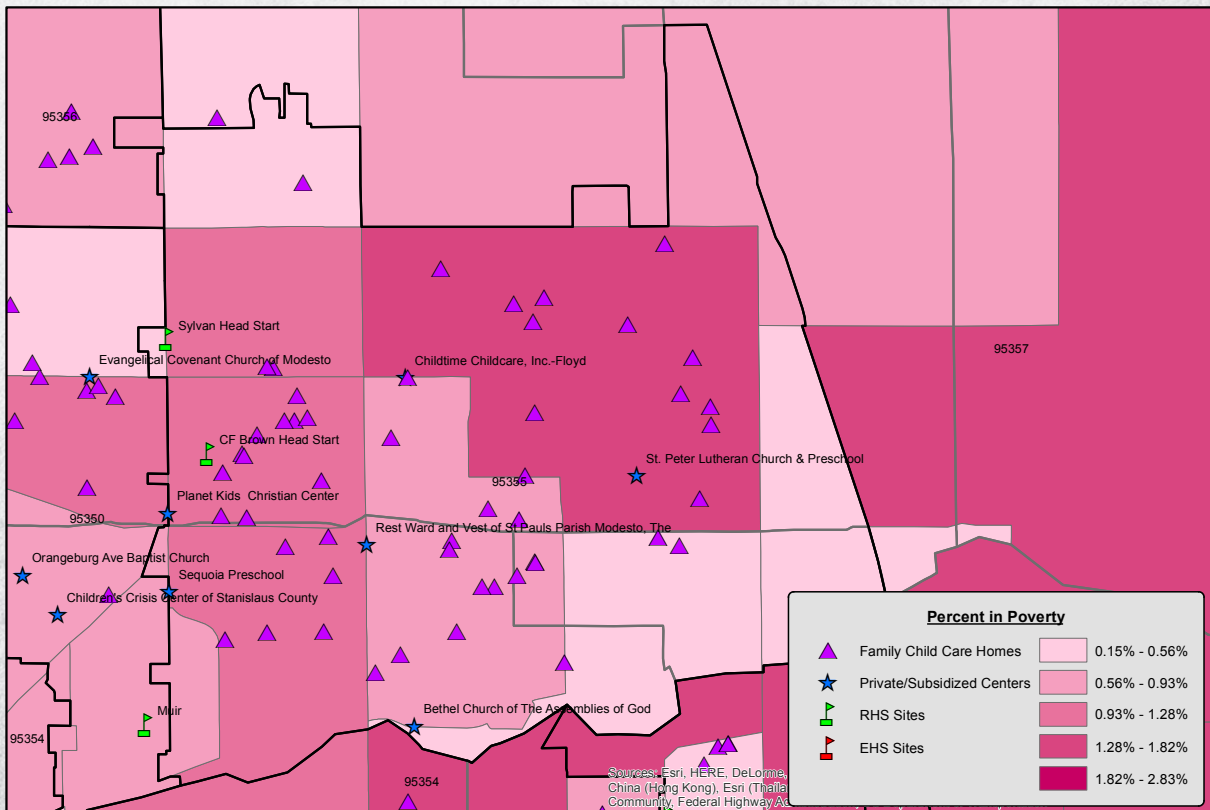 95356
Sylvan Head Start
Evangelical Covenant Church of Modesto
Childtime Childcare, Inc.-Floyd
95357
CF Brown Head Start
St. Peter Lutheran Church & Preschool
95355
Planet Kids Christian Center
95350
Rest Ward and Vest of St Pauls Parish Modesto, The
Orangeburg Ave Baptist Church
Sequoia Preschool
Children's Crisis Center of Stanislaus County
Muir
Bethel Church of The Assemblies of God
95354
95354
Percent in Poverty
Family Child Care Homes
Private/Subsidized Centers
RHS Sites
EHS Sites
0.15% - 0.56%
0.56% - 0.93%
0.93% - 1.28%
1.28% - 1.82%
1.82% - 2.83%
Sources: Esri, HERE, DeLorme,
China (Hong Kong), Esri
Community, Federal Highway